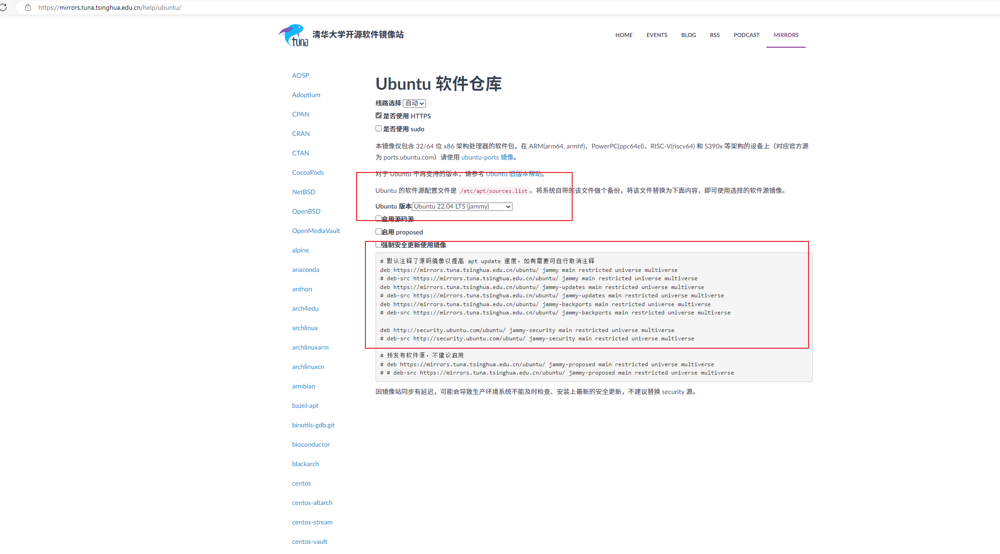 https://mirrors.tuna.tsinghua.edu.cn/help/ubuntu/
tuna
清华大学开源软件镜像站
HOME
EVENTS
BLOG
RSS
PODCAST
MIRRORS
AOSP
Adoptium
CPAN
CRAN
CTAN
CocoaPods
NetBSD
OpenBSD
OpenMediaVault
alpine
anaconda
anthon
arch4edu
archlinux
archlinuxarm
archlinuxcn
armbian
bazel-apt
binutils-gdb.git
bioconductor
blackarch
centos
centos-altarch
centos-stream
centos-vault
Ubuntu 软件仓库
线路选择 自动
是否使用 HTTPS
是否使用 sudo
本镜像仅包含 32/64 位 x86 架构处理器的软件包，在 ARM(arm64, armhf)、PowerPC(ppc64el)、RISC-V(riscv64) 和 S390x 等架构的设备上（对应官方源
为 ports.ubuntu.com）请使用 ubuntu-ports 镜像。
对于 Ubuntu 不再支持的版本，请参考 Ubuntu 旧版本帮助。
Ubuntu 的软件源配置文件是 /etc/apt/sources.list。将系统自带的该文件做个备份，将该文件替换为下面内容，即可使用选择的软件源镜像。
Ubuntu 版本 Ubuntu 22.04 LTS (jammy)
启用源码源
启用 proposed
强制安全更新使用镜像
# 默认注释了源码镜像以提高 apt update 速度，如有需要可自行取消注释
deb https://mirrors.tuna.tsinghua.edu.cn/ubuntu/ jammy main restricted universe multiverse
# deb-src https://mirrors.tuna.tsinghua.edu.cn/ubuntu/ jammy main restricted universe multiverse
deb https://mirrors.tuna.tsinghua.edu.cn/ubuntu/ jammy-updates main restricted universe multiverse
# deb-src https://mirrors.tuna.tsinghua.edu.cn/ubuntu/ jammy-updates main restricted universe multiverse
deb https://mirrors.tuna.tsinghua.edu.cn/ubuntu/ jammy-backports main restricted universe multiverse
# deb-src https://mirrors.tuna.tsinghua.edu.cn/ubuntu/ jammy-backports main restricted universe multiverse
deb http://security.ubuntu.com/ubuntu/ jammy-security main restricted universe multiverse
# deb-src http://security.ubuntu.com/ubuntu/ jammy-security main restricted universe multiverse
# 预发布软件源，不建议启用
# deb https://mirrors.tuna.tsinghua.edu.cn/ubuntu/ jammy-proposed main restricted universe multiverse
# # deb-src https://mirrors.tuna.tsinghua.edu.cn/ubuntu/ jammy-proposed main restricted universe multiverse
因镜像站同步有延迟，可能会导致生产环境系统不能及时检查、安装上最新的安全更新，不建议替换 security 源。